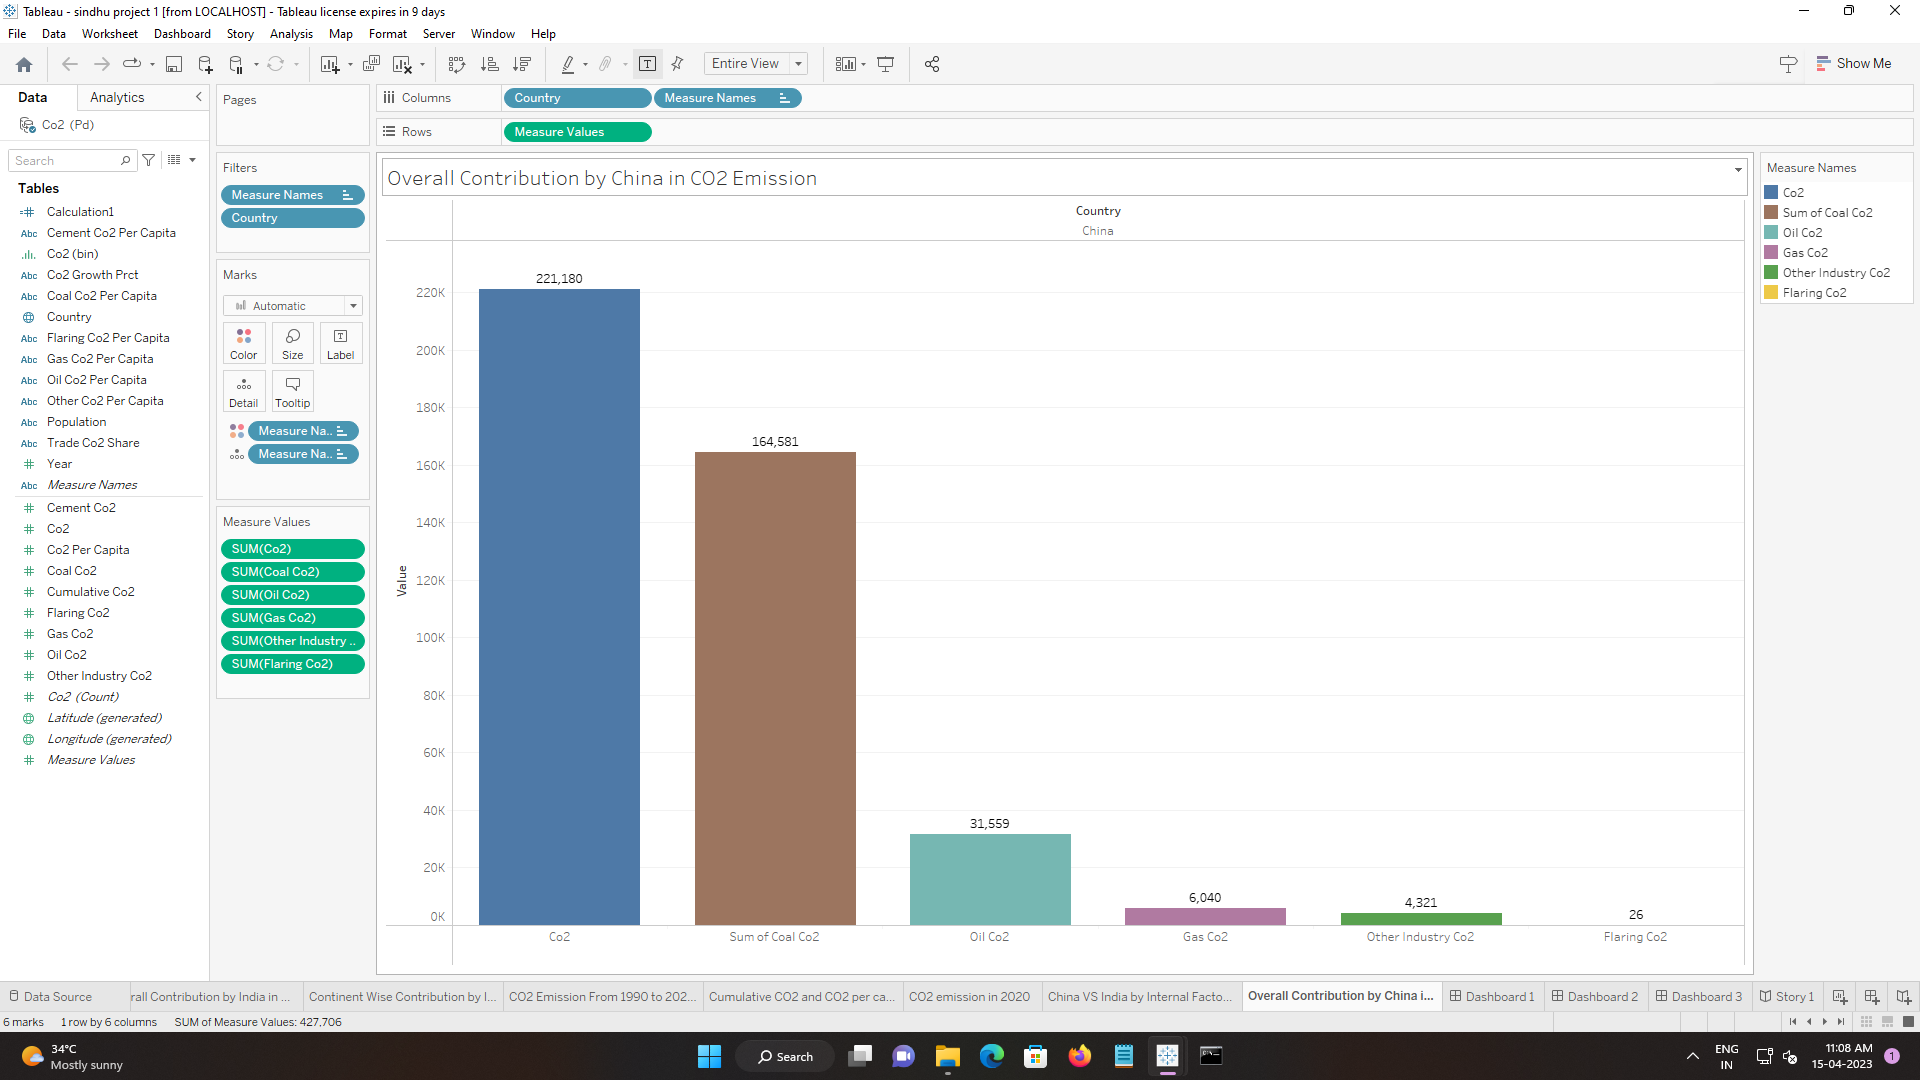 Tableau - sindhu project 1 [from LOCALHOST] - Tableau license expires in 9 days
File Data Worksheet Dashboard Story Analysis Map Format Server Window Help
Entire View
Show Me
Data Analytics
Co2 (Pd)
Search
Tables
Calculation1
Cement Co2 Per Capita
Co2 (bin)
Co2 Growth Prct
Coal Co2 Per Capita
Country
Flaring Co2 Per Capita
Gas Co2 Per Capita
Oil Co2 Per Capita
Other Co2 Per Capita
Population
Trade Co2 Share
Year
Measure Names
Cement Co2
Co2
Co2 Per Capita
Coal Co2
Cumulative Co2
Flaring Co2
Gas Co2
Oil Co2
Other Industry Co2
Co2 (Count)
Latitude (generated)
Longitude (generated)
Measure Values
Pages
Filters
Measure Names
Country
Marks
Automatic
Color Size Label
Detail Tooltip
Measure Na..
Measure Na..
Measure Values
SUM(Co2)
SUM(Coal Co2)
SUM(Oil Co2)
SUM(Gas Co2)
SUM(Other Industry ..
SUM(Flaring Co2)
Columns Country Measure Names
Rows Measure Values
Overall Contribution by China in CO2 Emission
Country
China
Value
220K
200K
180K
160K
140K
120K
100K
80K
60K
40K
20K
0K
221,180
164,581
31,559
6,040
4,321
26
Co2 Sum of Coal Co2 Oil Co2 Gas Co2 Other Industry Co2 Flaring Co2
Measure Names
Co2
Sum of Coal Co2
Oil Co2
Gas Co2
Other Industry Co2
Flaring Co2
Data Source rall Contribution by India in ... Continent Wise Contribution by I... CO2 Emission From 1990 to 202... Cumulative CO2 and CO2 per ca... CO2 emission in 2020 China VS India by Internal Facto... Overall Contribution by China i... Dashboard 1 Dashboard 2 Dashboard 3 Story 1
6 marks 1 row by 6 columns SUM of Measure Values: 427,706
34°C
Mostly sunny
Search
ENG
IN
11:08 AM
15-04-2023
1